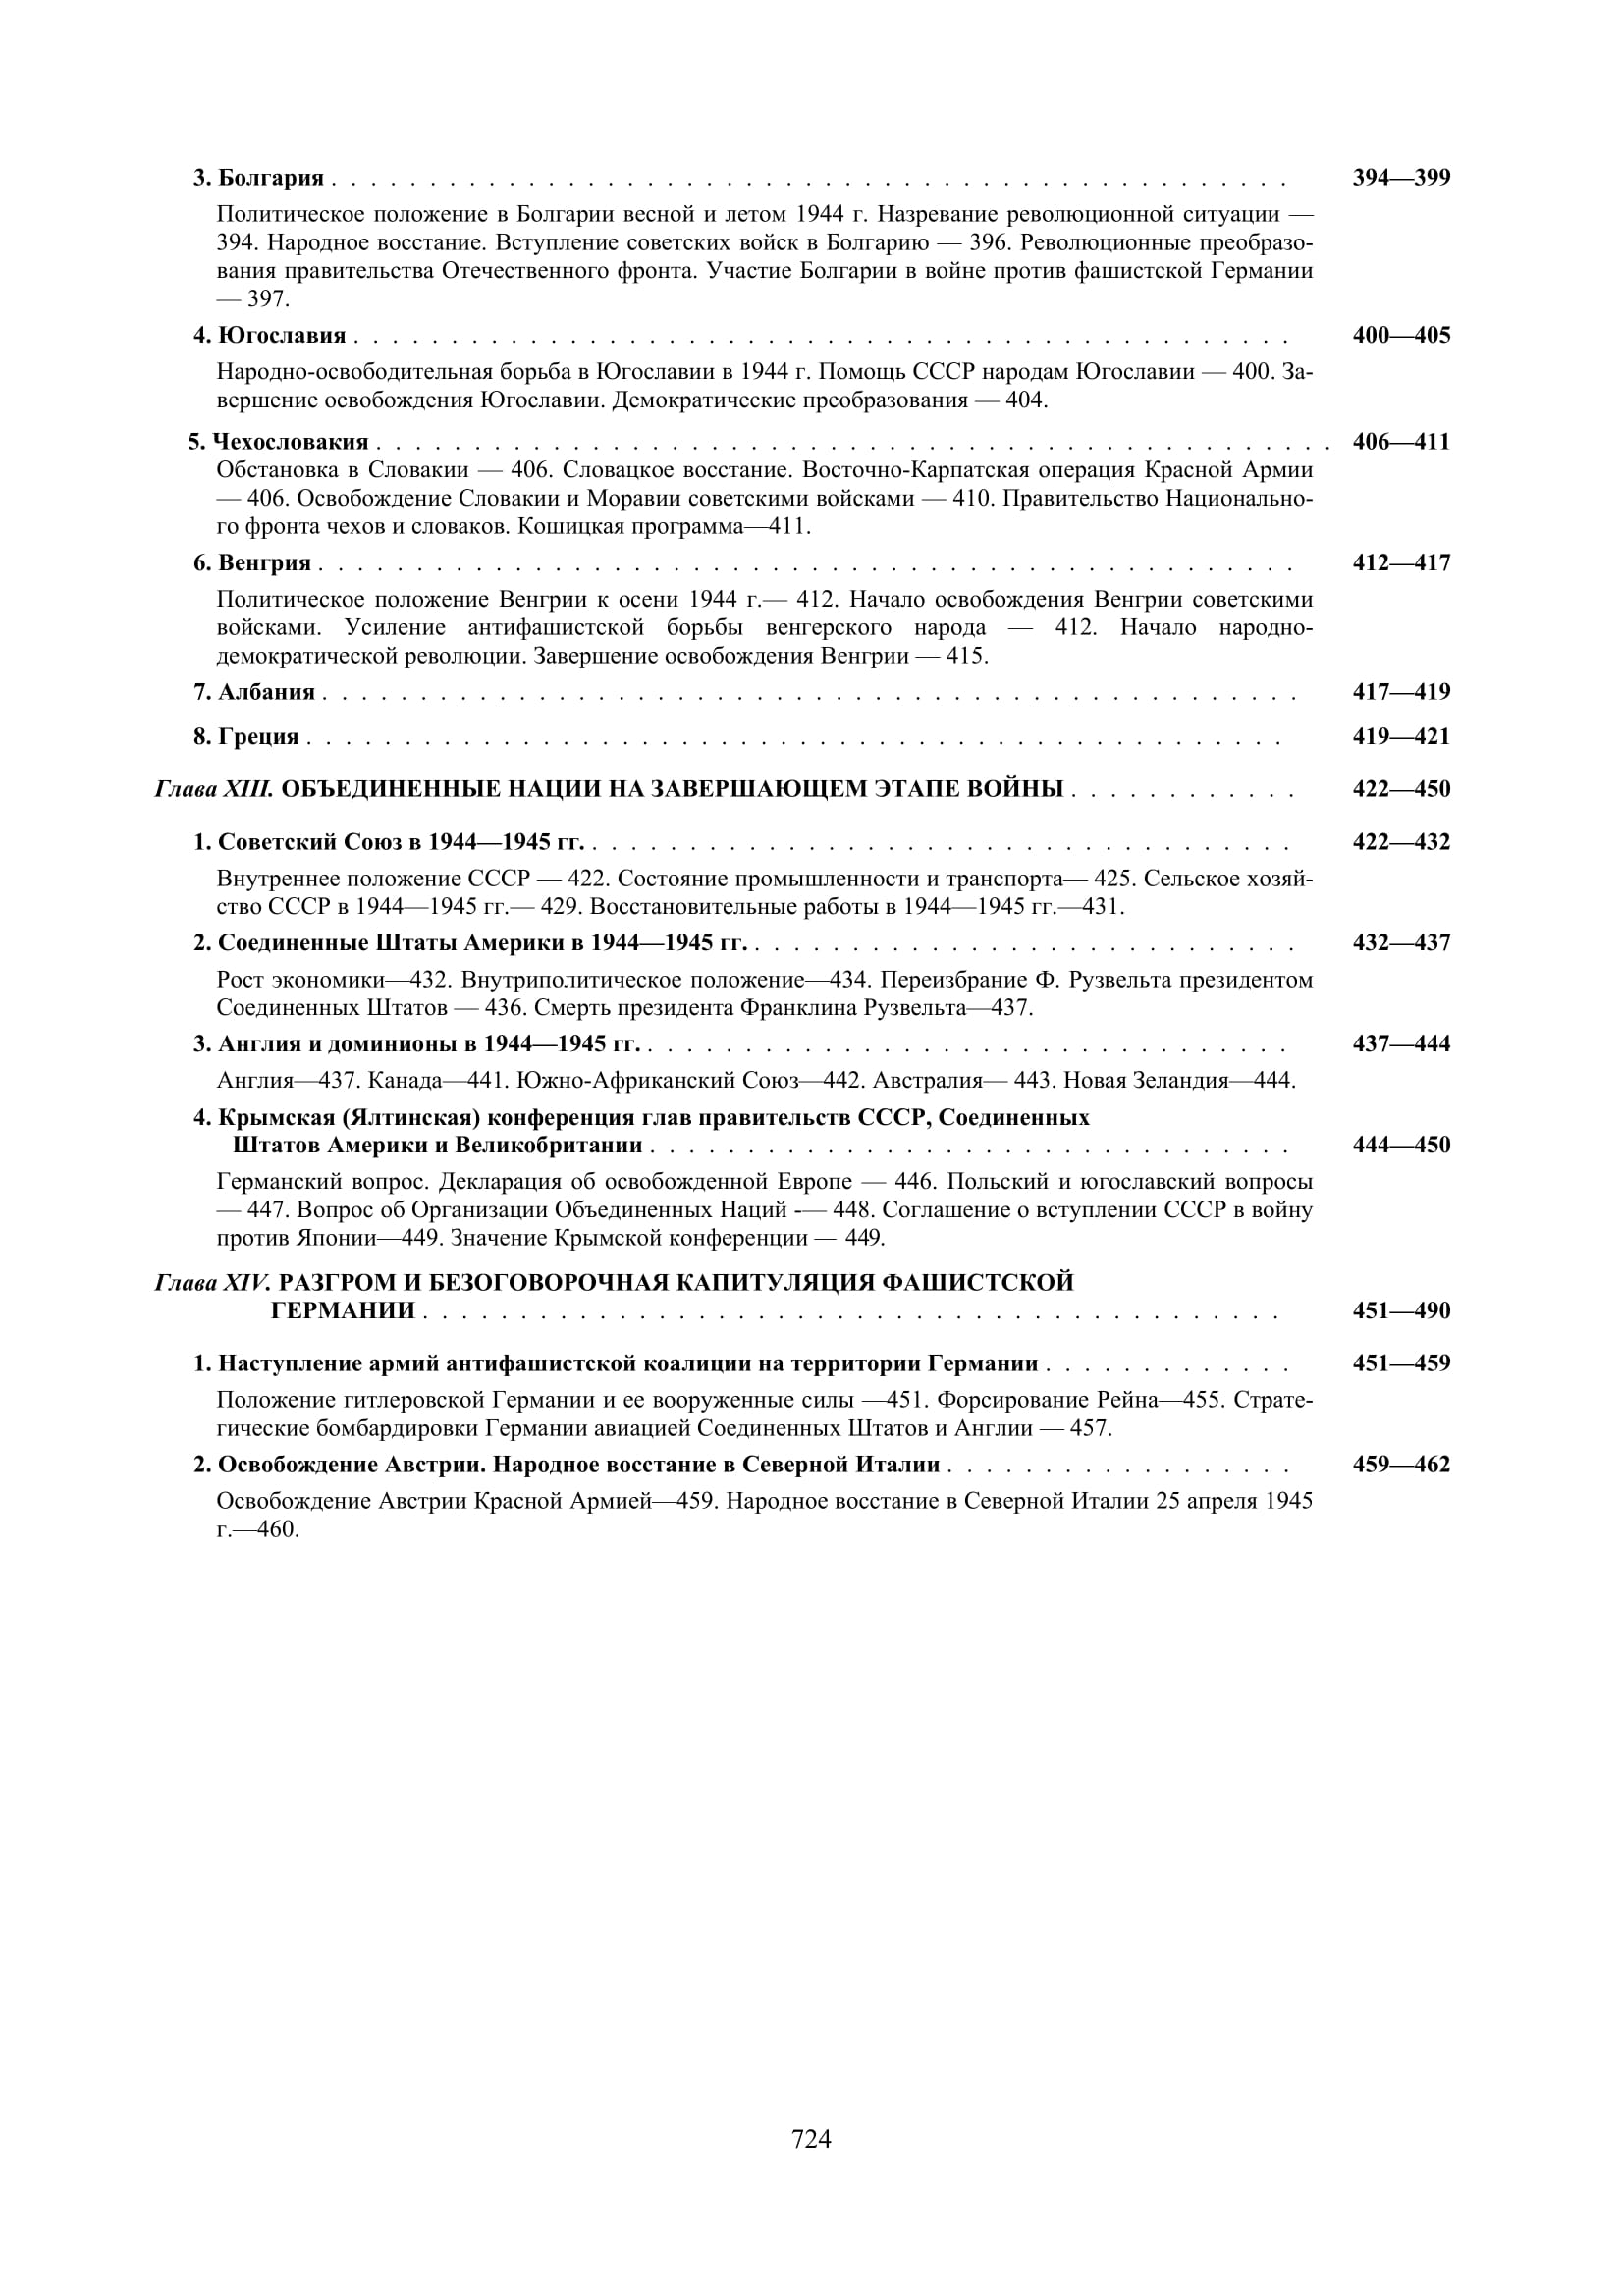 3. Болгария . . . . . . . . . . . . . . . . . . . . . . . . . . . . . . . . . . . . . . . . . . . . . . . . . 394—399
Политическое положение в Болгарии весной и летом 1944 г. Назревание революционной ситуации —
394. Народное восстание. Вступление советских войск в Болгарию — 396. Революционные преобразо-
вания правительства Отечественного фронта. Участие Болгарии в войне против фашистской Германии
— 397.
4. Югославия . . . . . . . . . . . . . . . . . . . . . . . . . . . . . . . . . . . . . . . . . . . . . . . . 400—405
Народно-освободительная борьба в Югославии в 1944 г. Помощь СССР народам Югославии — 400. За-
вершение освобождения Югославии. Демократические преобразования — 404.
5. Чехословакия . . . . . . . . . . . . . . . . . . . . . . . . . . . . . . . . . . . . . . . . . . . . . . . . . 406—411
Обстановка в Словакии — 406. Словацкое восстание. Восточно-Карпатская операция Красной Армии
— 406. Освобождение Словакии и Моравии советскими войсками — 410. Правительство Национально-
го фронта чехов и словаков. Кошицкая программа—411.
6. Венгрия . . . . . . . . . . . . . . . . . . . . . . . . . . . . . . . . . . . . . . . . . . . . . . . . . . 412—417
Политическое положение Венгрии к осени 1944 г.— 412. Начало освобождения Венгрии советскими
войсками. Усиление антифашистской борьбы венгерского народа — 412. Начало народно-
демократической революции. Завершение освобождения Венгрии — 415.
7. Албания . . . . . . . . . . . . . . . . . . . . . . . . . . . . . . . . . . . . . . . . . . . . . . . . . . 417—419
8. Греция . . . . . . . . . . . . . . . . . . . . . . . . . . . . . . . . . . . . . . . . . . . . . . . . . . 419—421
Глава XIII. ОБЪЕДИНЕННЫЕ НАЦИИ НА ЗАВЕРШАЮЩЕМ ЭТАПЕ ВОЙНЫ . . . . . . . . . . . . 422—450
1. Советский Союз в 1944—1945 гг. . . . . . . . . . . . . . . . . . . . . . . . . . . . . . . . . . . . . 422—432
Внутреннее положение СССР — 422. Состояние промышленности и транспорта— 425. Сельское хозяй-
ство СССР в 1944—1945 гг.— 429. Восстановительные работы в 1944—1945 гг.—431.
2. Соединенные Штаты Америки в 1944—1945 гг. . . . . . . . . . . . . . . . . . . . . . . . . . . . . 432—437
Рост экономики—432. Внутриполитическое положение—434. Переизбрание Ф. Рузвельта президентом
Соединенных Штатов — 436. Смерть президента Франклина Рузвельта—437.
3. Англия и доминионы в 1944—1945 гг. . . . . . . . . . . . . . . . . . . . . . . . . . . . . . . . . . 437—444
Англия—437. Канада—441. Южно-Африканский Союз—442. Австралия— 443. Новая Зеландия—444.
4. Крымская (Ялтинская) конференция глав правительств СССР, Соединенных
Штатов Америки и Великобритании . . . . . . . . . . . . . . . . . . . . . . . . . . . . . . . . . 444—450
Германский вопрос. Декларация об освобожденной Европе — 446. Польский и югославский вопросы
— 447. Вопрос об Организации Объединенных Наций -— 448. Соглашение о вступлении СССР в войну
против Японии—449. Значение Крымской конференции — 449.
Глава XIV. РАЗГРОМ И БЕЗОГОВОРОЧНАЯ КАПИТУЛЯЦИЯ ФАШИСТСКОЙ
ГЕРМАНИИ . . . . . . . . . . . . . . . . . . . . . . . . . . . . . . . . . . . . . . . . . . . . 451—490
1. Наступление армий антифашистской коалиции на территории Германии . . . . . . . . . . . . . 451—459
Положение гитлеровской Германии и ее вооруженные силы —451. Форсирование Рейна—455. Страте-
гические бомбардировки Германии авиацией Соединенных Штатов и Англии — 457.
2. Освобождение Австрии. Народное восстание в Северной Италии . . . . . . . . . . . . . . . . . . 459—462
Освобождение Австрии Красной Армией—459. Народное восстание в Северной Италии 25 апреля 1945
г.—460.
724